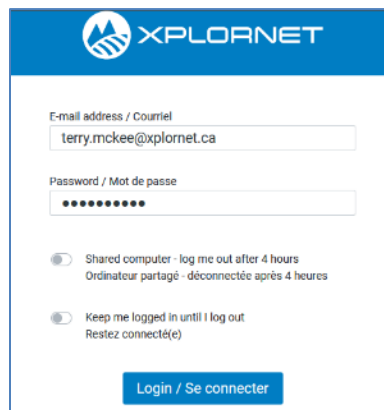 XPLORNET
E-mail address / Courriel
terry.mckee@xplornet.ca
Password / Mot de passe
••••••••••
Shared computer - log me out after 4 hours
Ordinateur partagé - déconnectée après 4 heures
Keep me logged in until I log out
Restez connecté(e)
Login / Se connecter